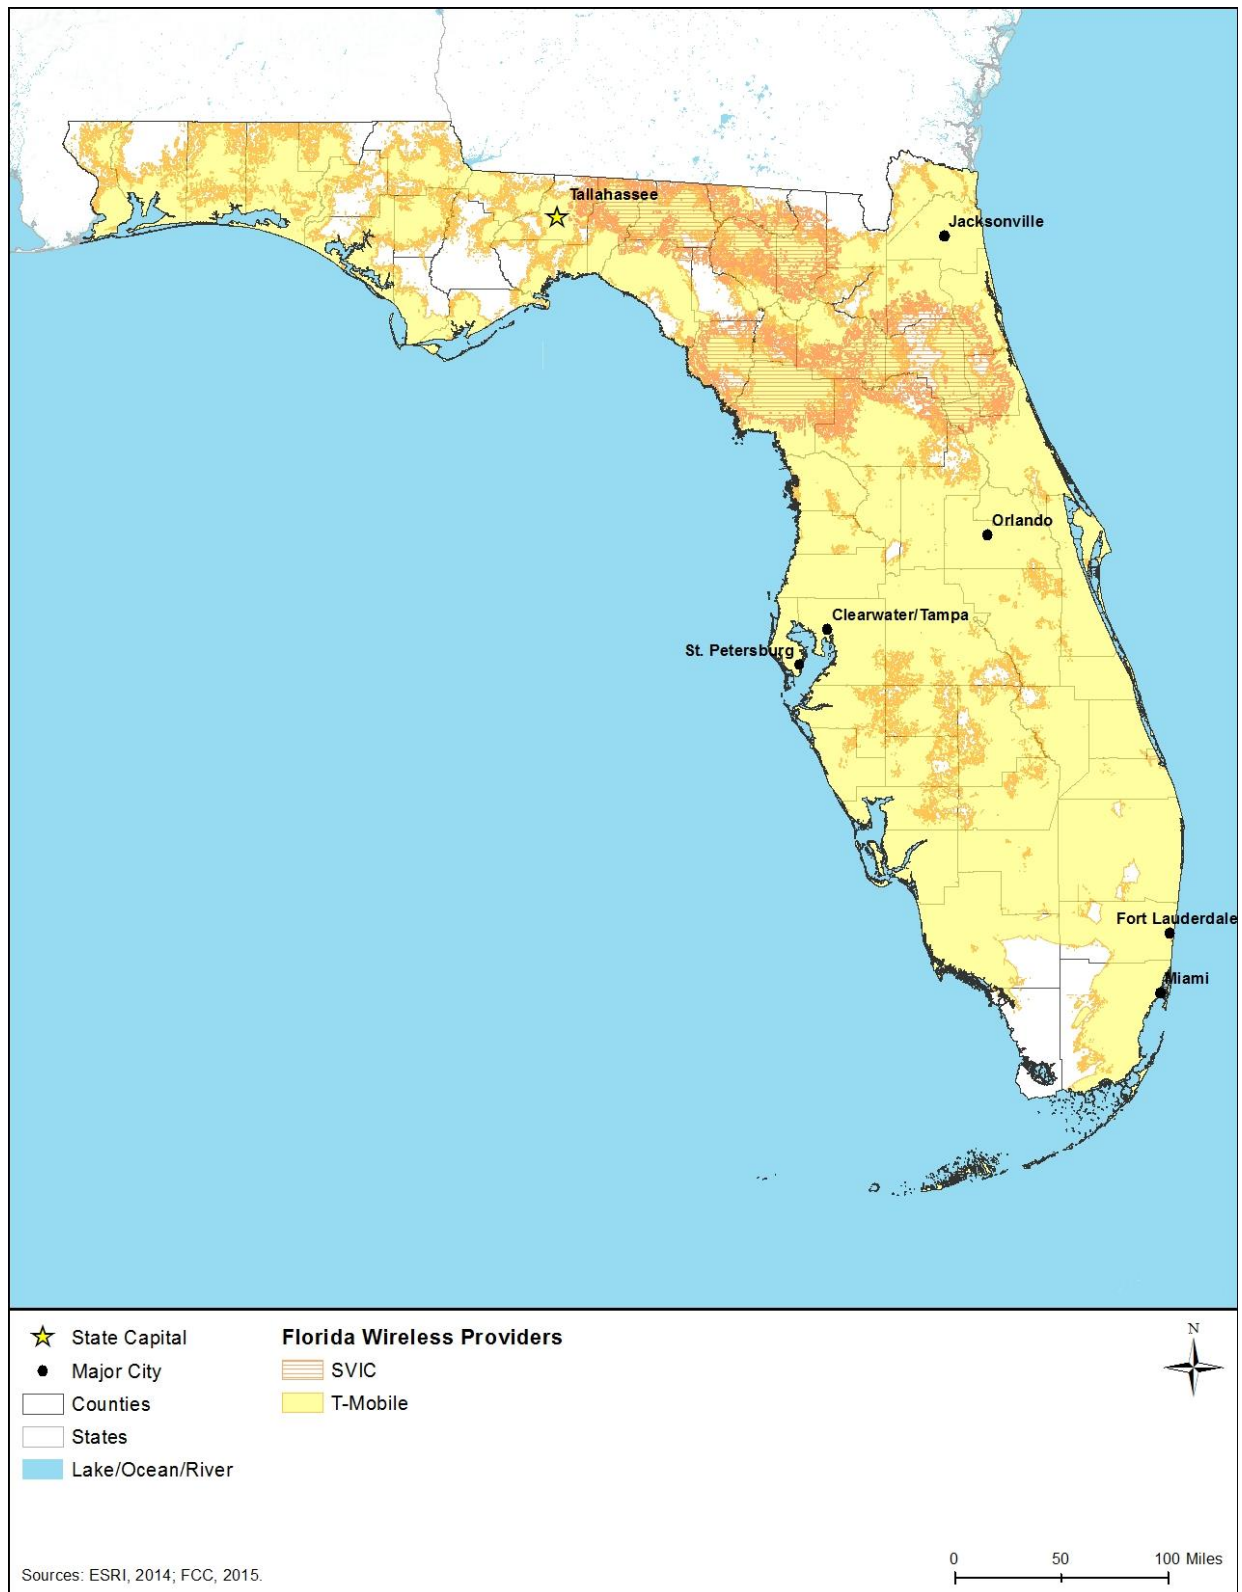 Tallahassee
Jacksonville
Orlando
Clearwater/Tampa
St. Petersburg
Fort Lauderdale
Miami
State Capital
Major City
Counties
States
Lake/Ocean/River
Florida Wireless Providers
SVIC
T-Mobile
N
0 50 100 Miles
Sources: ESRI, 2014; FCC, 2015.